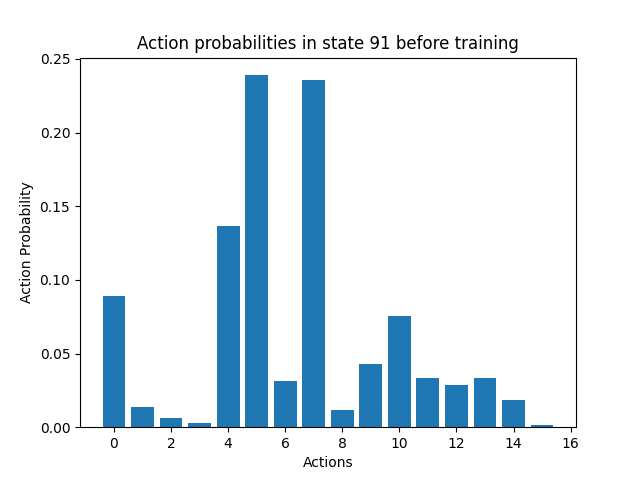 Action probabilities in state 91 before training
0.25
0.20
0.15
0.10
0.05
0.00
Action Probability
0 2 4 6 8 10 12 14 16
Actions